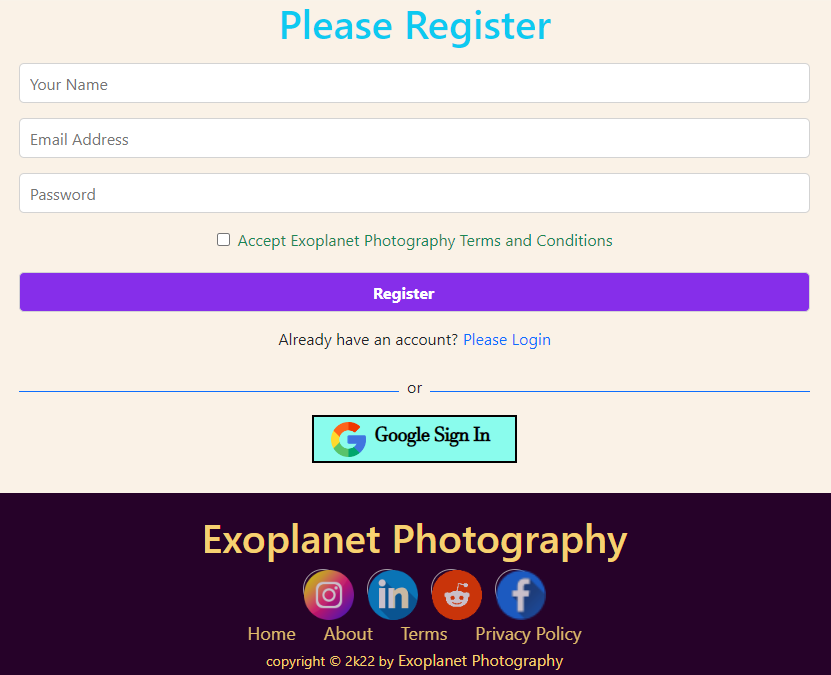 Please Register
Your Name
Email Address
Password
Accept Exoplanet Photography Terms and Conditions
Register
Already have an account? Please Login
or
Google Sign In
Exoplanet Photography
in
Home About Terms Privacy Policy
copyright © 2k22 by Exoplanet Photography